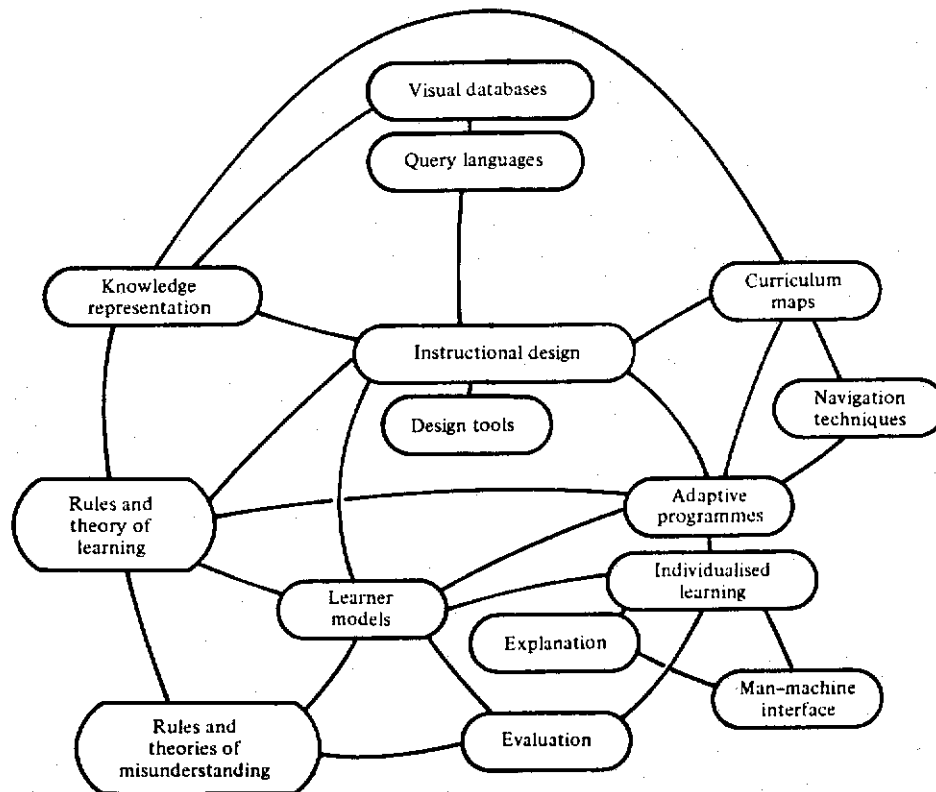 Visual databases
Query languages
Knowledge
representation
Curriculum
maps
Instructional design
Design tools
Navigation
techniques
Rules and
theory of
learning
Adaptive
programmes
Individualised
learning
Learner
models
Explanation
Man–machine
interface
Rules and
theories of
misunderstanding
Evaluation